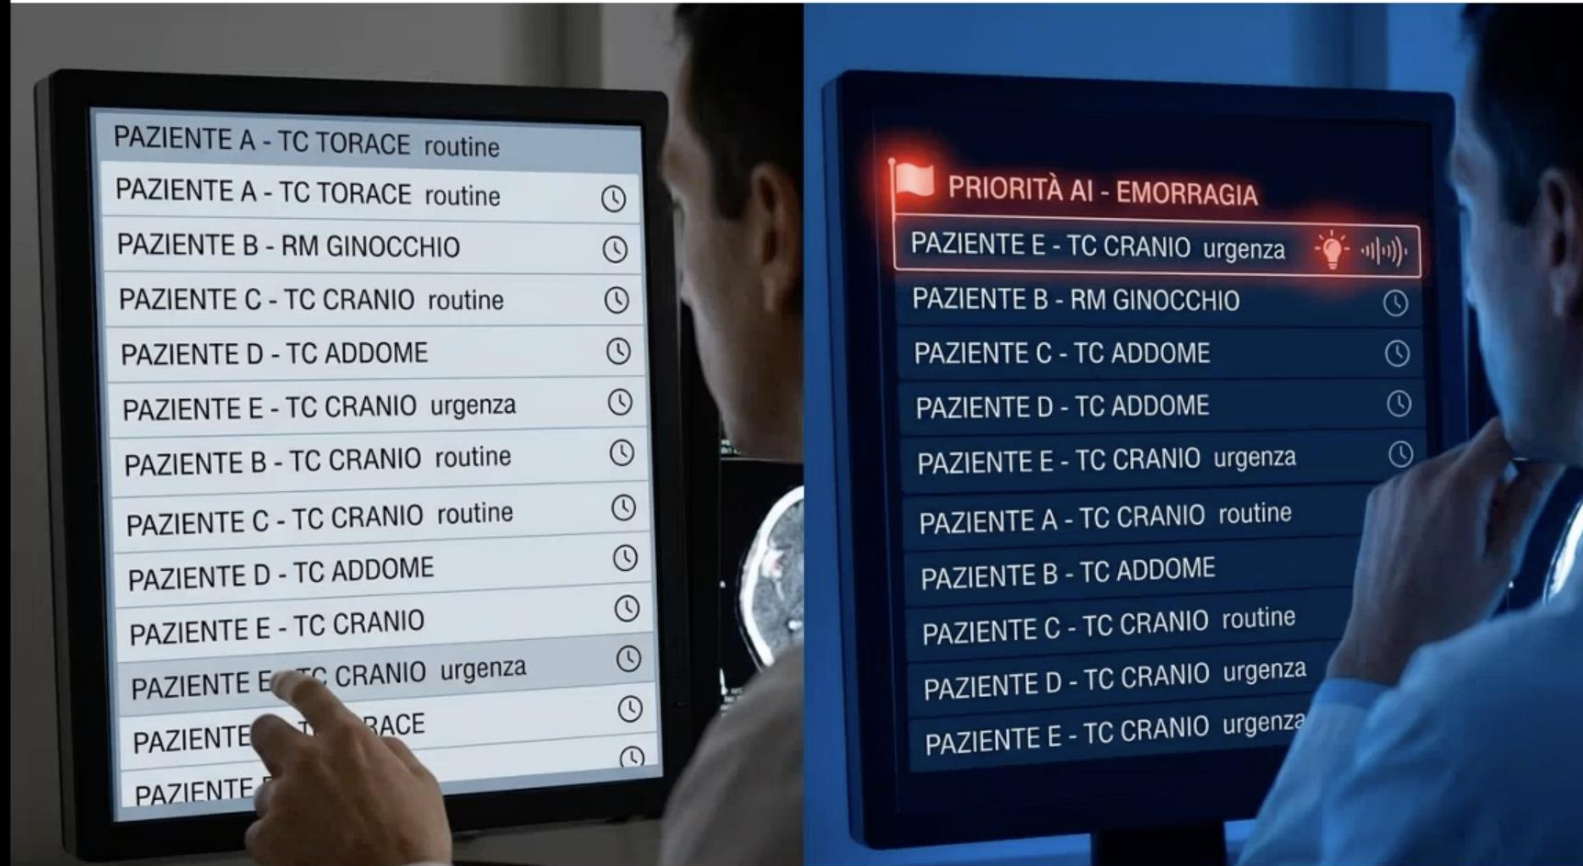 PAZIENTE A - TC TORACE routine
PAZIENTE A - TC TORACE routine
PAZIENTE B - RM GINOCCHIO
PAZIENTE C - TC CRANIO routine
PAZIENTE D - TC ADDOME
PAZIENTE E - TC CRANIO urgenza
PAZIENTE B - TC CRANIO routine
PAZIENTE C - TC CRANIO routine
PAZIENTE D - TC ADDOME
PAZIENTE E - TC CRANIO
PAZIENTE E - TC CRANIO urgenza
PAZIENTE
PAZIENTE
PRIORITÀ AI - EMORRAGIA
PAZIENTE E - TC CRANIO urgenza
PAZIENTE B - RM GINOCCHIO
PAZIENTE C - TC ADDOME
PAZIENTE D - TC ADDOME
PAZIENTE E - TC CRANIO urgenza
PAZIENTE A - TC CRANIO routine
PAZIENTE B - TC ADDOME
PAZIENTE C - TC CRANIO routine
PAZIENTE D - TC CRANIO urgenza
PAZIENTE E - TC CRANIO urgenza